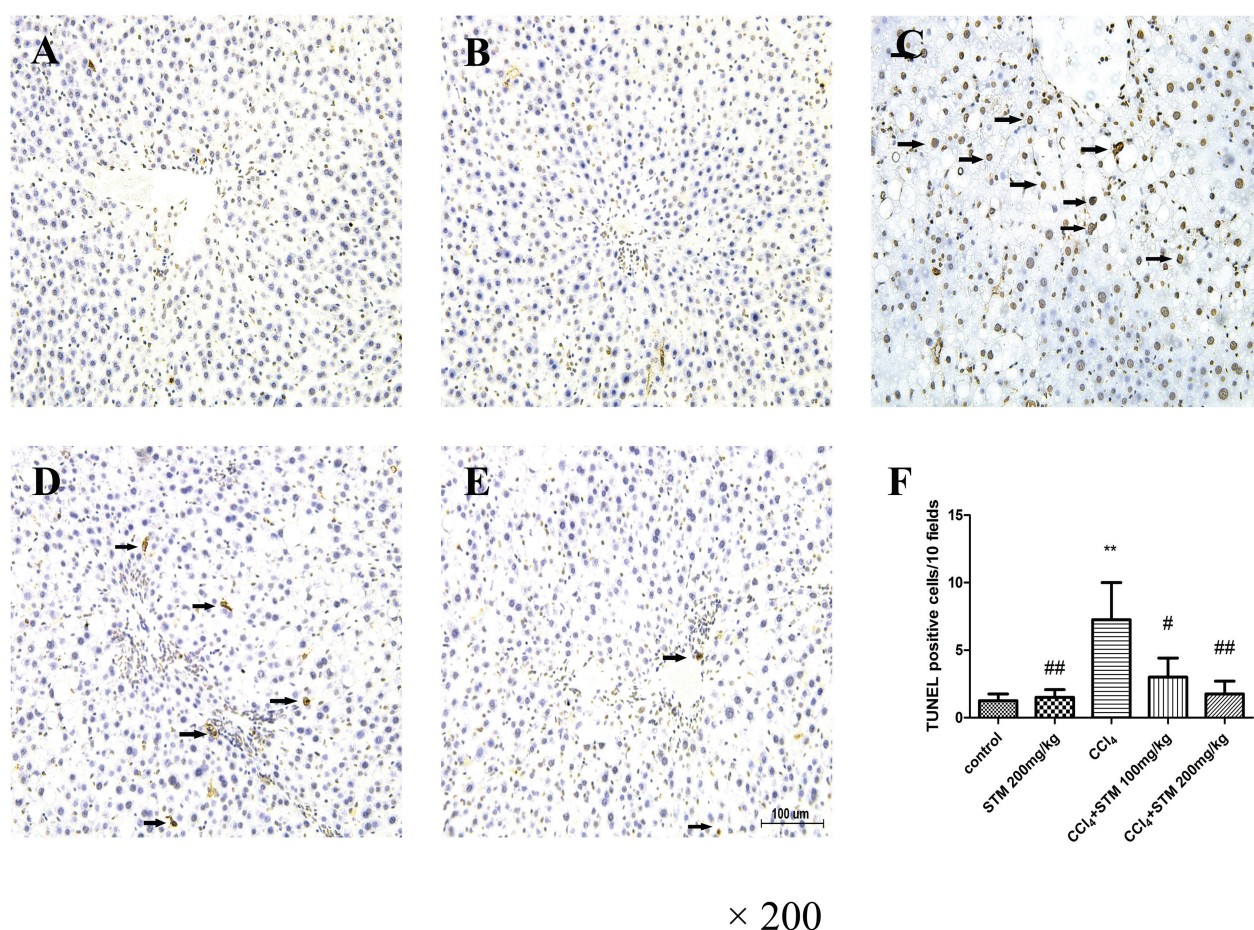 A
B
C
D
E
100 um
F
TUNEL positive cells/10 fields
15
10
5
0
**
##
#
##
control
STM 200mg/kg
CCl₄
CCl₄+STM 100mg/kg
CCl₄+STM 200mg/kg
× 200